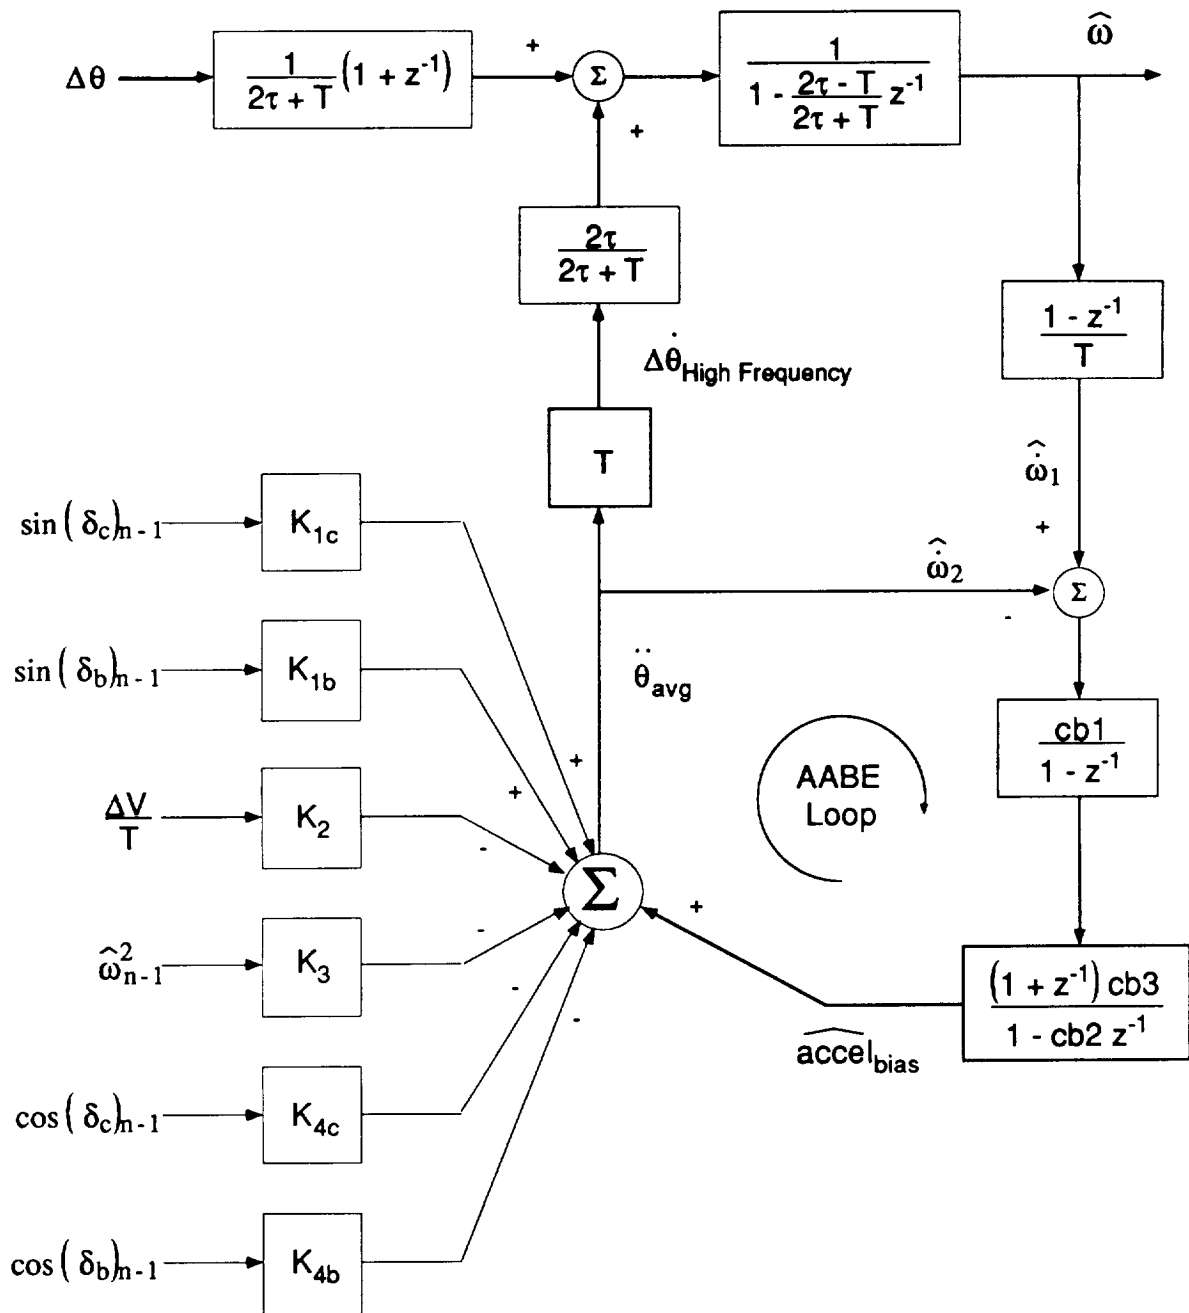 Δθ
1
2τ + T
(1 + z⁻¹)
+
Σ
+
1
1 - 2τ - T
2τ + T
z⁻¹
ω̂
2τ
2τ + T
1 - z⁻¹
T
Δθ̇ High Frequency
T
ω̇̂₁
+
sin(δc)n-1
K1c
ω̇̂₂
Σ
-
sin(δb)n-1
K1b
θ̈avg
+
+
cb1
1 - z⁻¹
AABE
Loop
ΔV
T
K2
-
Σ
+
ω̂²n-1
K3
-
(1 + z⁻¹) cb3
1 - cb2 z⁻¹
-
-
accel̂bias
cos(δc)n-1
K4c
cos(δb)n-1
K4b